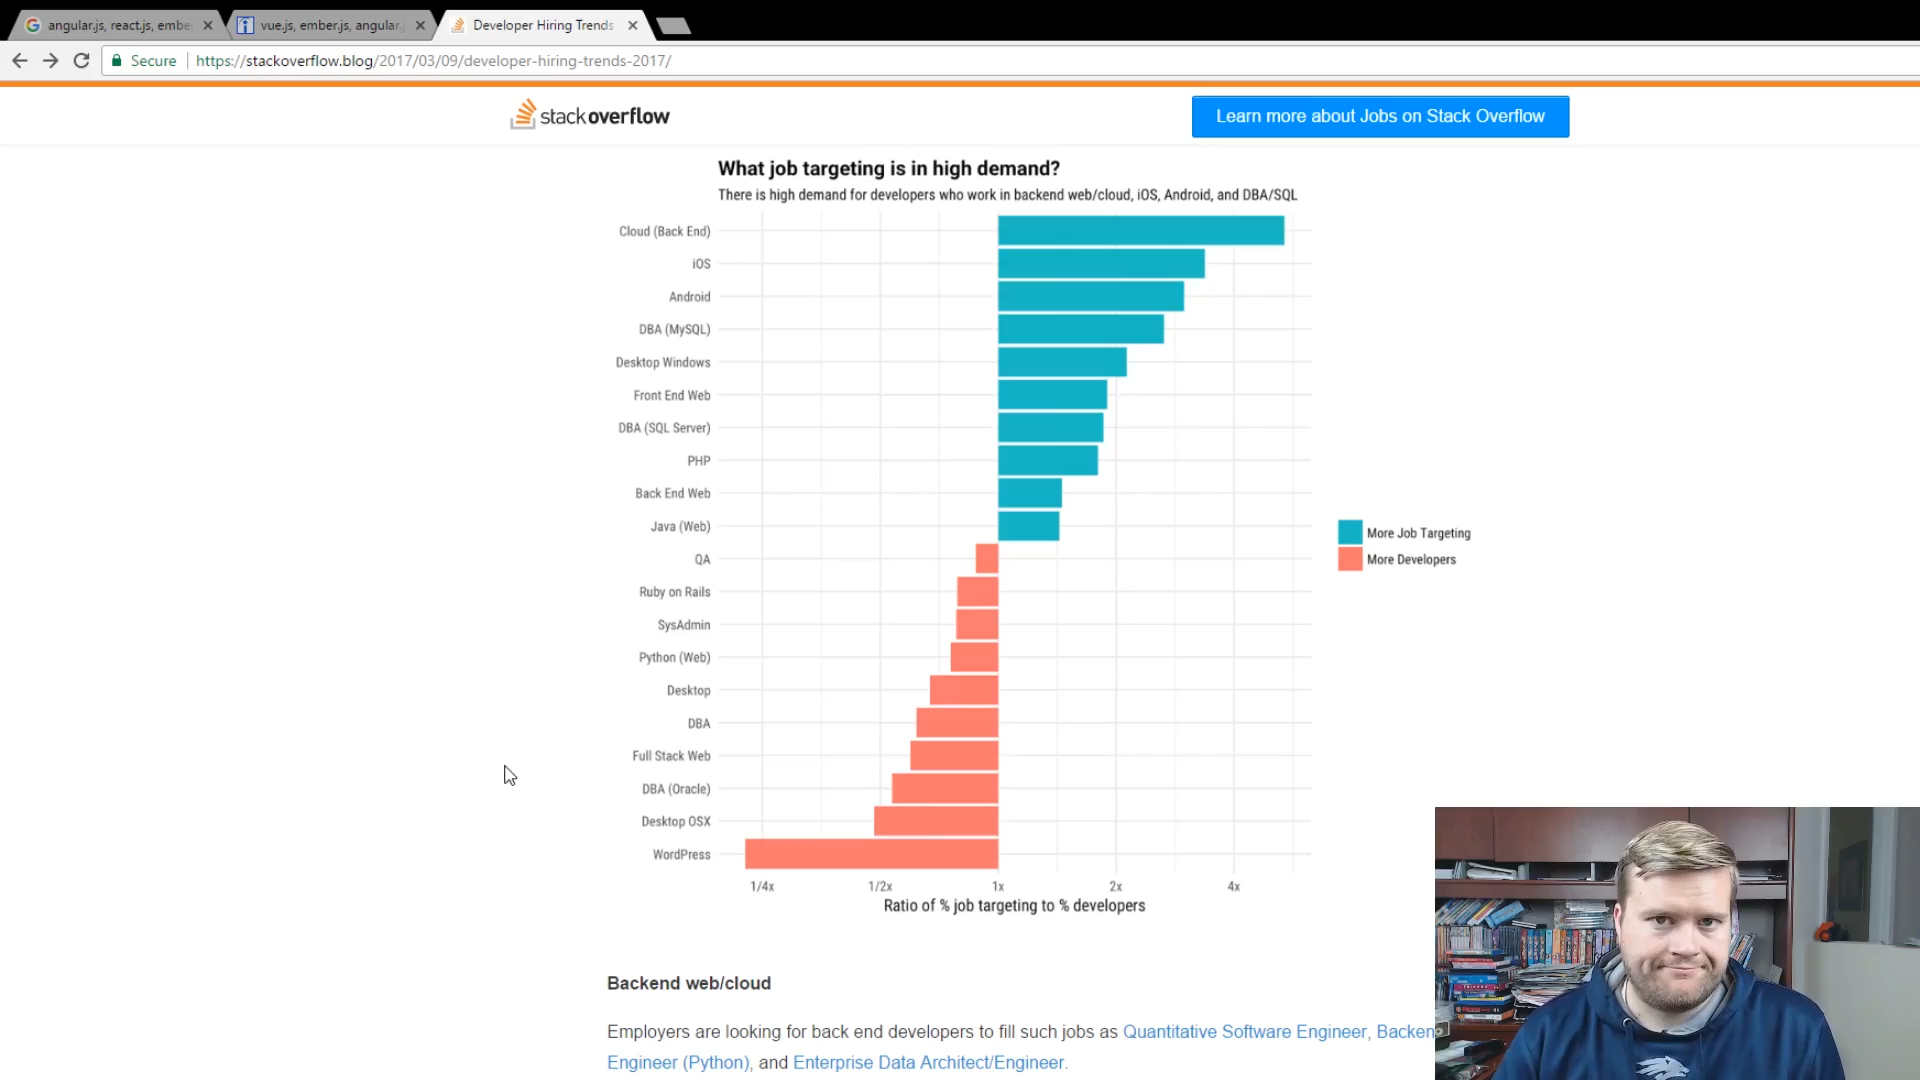 angular.js, react.js, embe
vue.js, ember.js, angular.
Developer Hiring Trends
Secure
https://stackoverflow.blog/2017/03/09/developer-hiring-trends-2017/
stackoverflow
Learn more about Jobs on Stack Overflow
What job targeting is in high demand?
There is high demand for developers who work in backend web/cloud, iOS, Android, and DBA/SQL
Cloud (Back End)
iOS
Android
DBA (MySQL)
Desktop Windows
Front End Web
DBA (SQL Server)
PHP
Back End Web
Java (Web)
QA
Ruby on Rails
SysAdmin
Python (Web)
Desktop
DBA
Full Stack Web
DBA (Oracle)
Desktop OSX
WordPress
1/4x 1/2x 1x 2x 4x
Ratio of % job targeting to % developers
More Job Targeting
More Developers
Backend web/cloud
Employers are looking for back end developers to fill such jobs as Quantitative Software Engineer, Backen
Engineer (Python), and Enterprise Data Architect/Engineer.